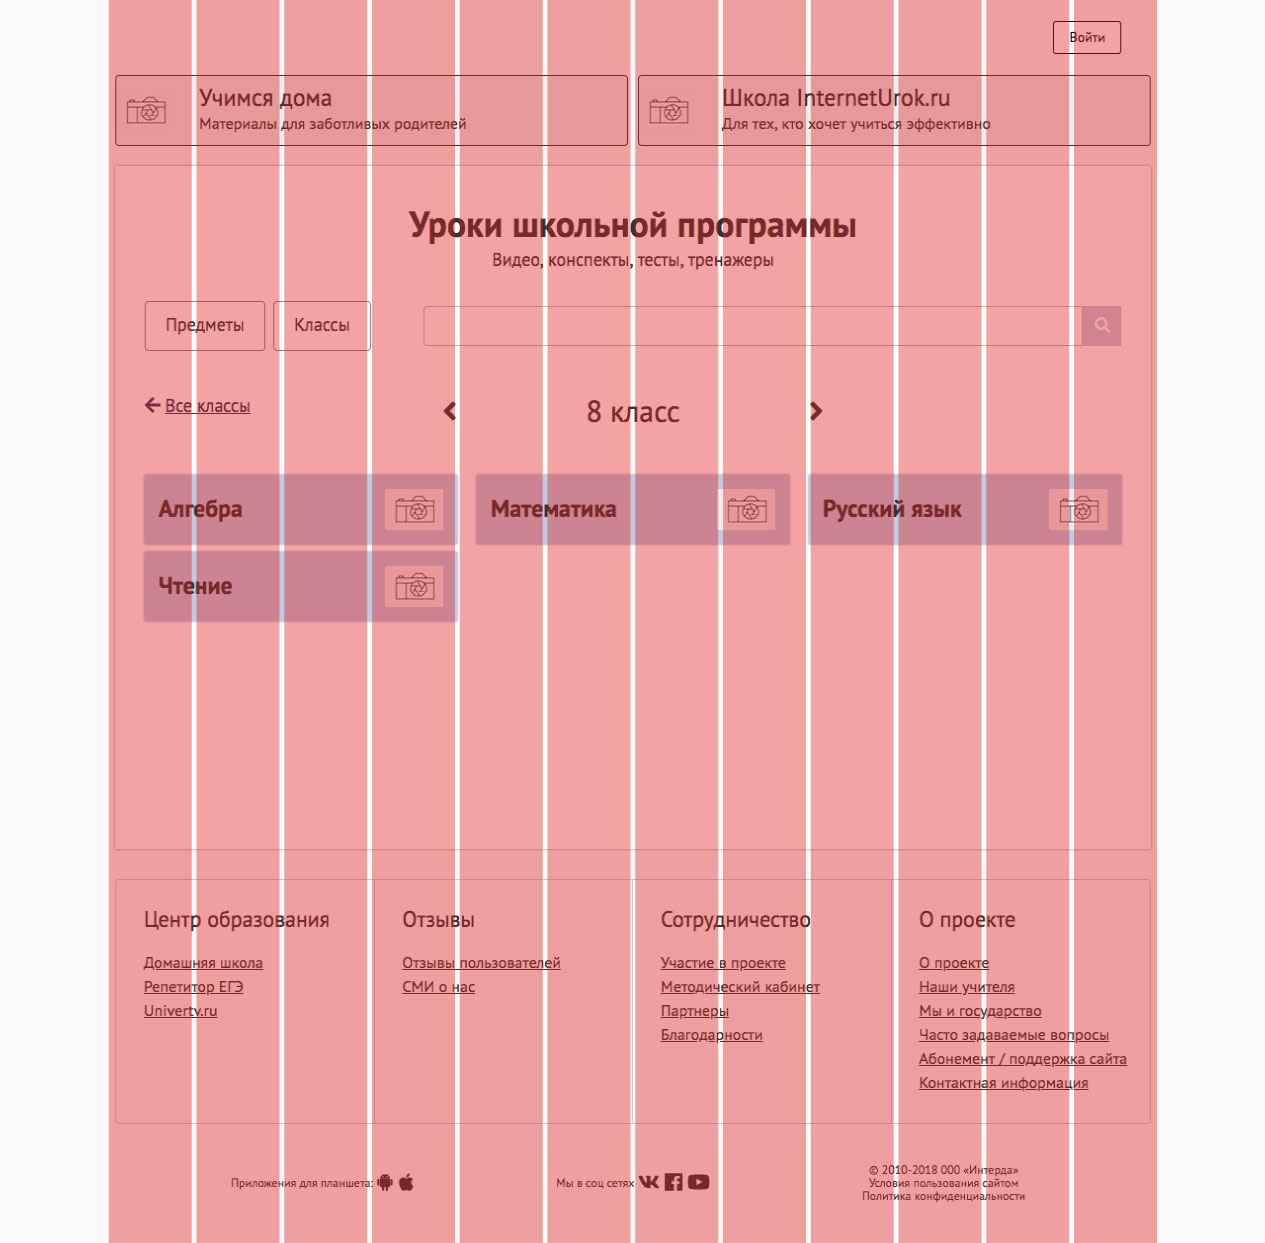 Войти
Учимся дома
Материалы для заботливых родителей
Школа InternetUrok.ru
Для тех, кто хочет учиться эффективно
Уроки школьной программы
Видео, конспекты, тесты, тренажеры
Предметы
Классы
Все классы
8 класс
Алгебра
Математика
Русский язык
Чтение
Центр образования
Домашняя школа
Репетитор ЕГЭ
Univertv.ru
Отзывы
Отзывы пользователей
СМИ о нас
Сотрудничество
Участие в проекте
Методический кабинет
Партнеры
Благодарности
О проекте
О проекте
Наши учителя
Мы и государство
Часто задаваемые вопросы
Абонемент / поддержка сайта
Контактная информация
Приложения для планшета:
Мы в соц сетях
© 2010-2018 000 «Интерда»
Условия пользования сайтом
Политика конфиденциальности